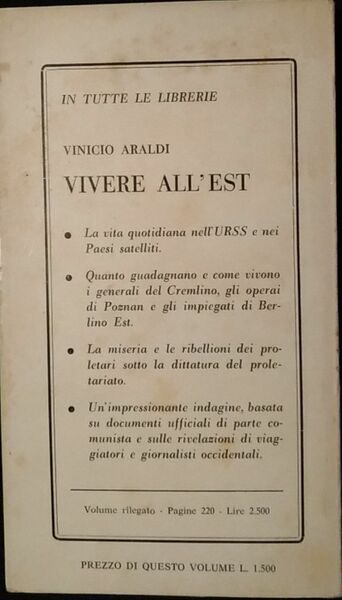 IN TUTTE LE LIBRERIE
VINICIO ARALDI
VIVERE ALL'EST
• La vita quotidiana nell'URSS e nei
Paesi satelliti.
• Quanto guadagnano e come vivono
i generali del Cremlino, gli operai
di Poznan e gli impiegati di Ber-
lino Est.
• La miseria e le ribellioni dei pro-
letari sotto la dittatura del prole-
tariato.
• Un'impressionante indagine, basata
su documenti ufficiali di parte co-
munista e sulle rivelazioni di viag-
giatori e giornalisti occidentali.
Volume rilegato - Pagine 220 - Lire 2.500
PREZZO DI QUESTO VOLUME L. 1.500